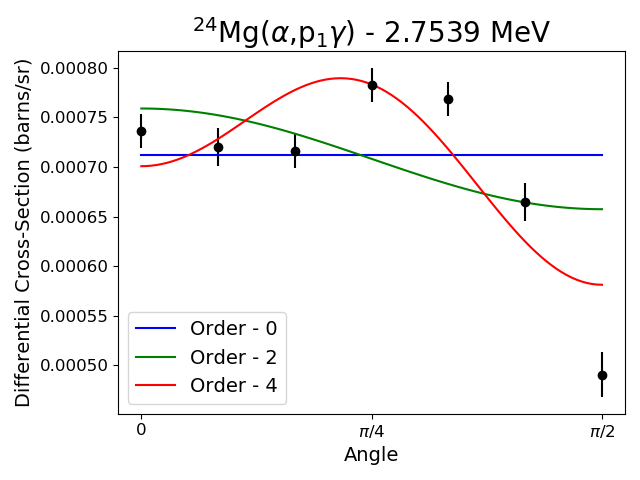 ²⁴Mg(α,p₁γ) - 2.7539 MeV
Differential Cross-Section (barns/sr)
0.00080
0.00075
0.00070
0.00065
0.00060
0.00055
0.00050
Order - 0
Order - 2
Order - 4
0
π/4
π/2
Angle